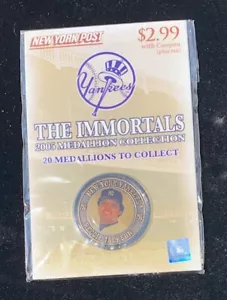 NEW YORK POST
$2.99
with Coupon
Yankees
THE IMMORTALS
2005 MEDALLION COLLECTION
20 MEDALLIONS TO COLLECT